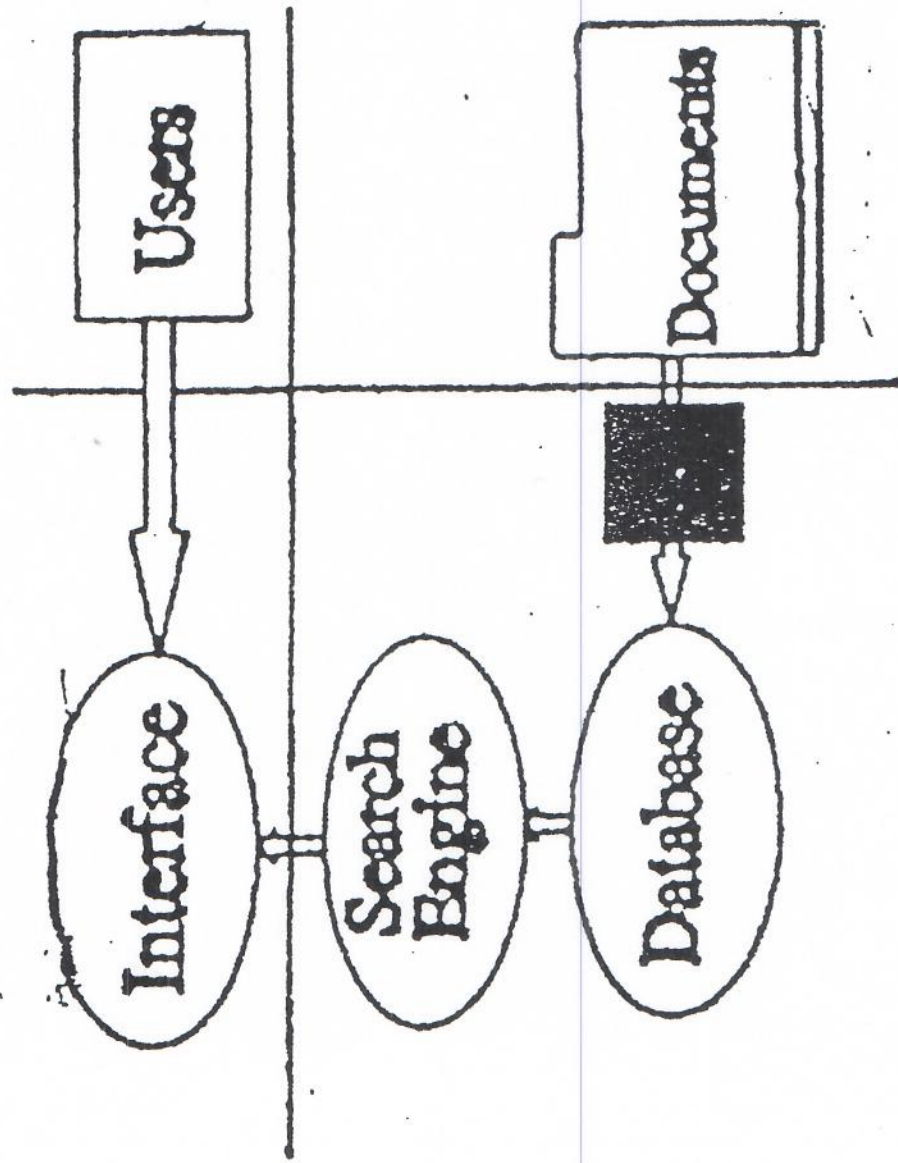 Users
Documents
Interface
Search
Engine
Database